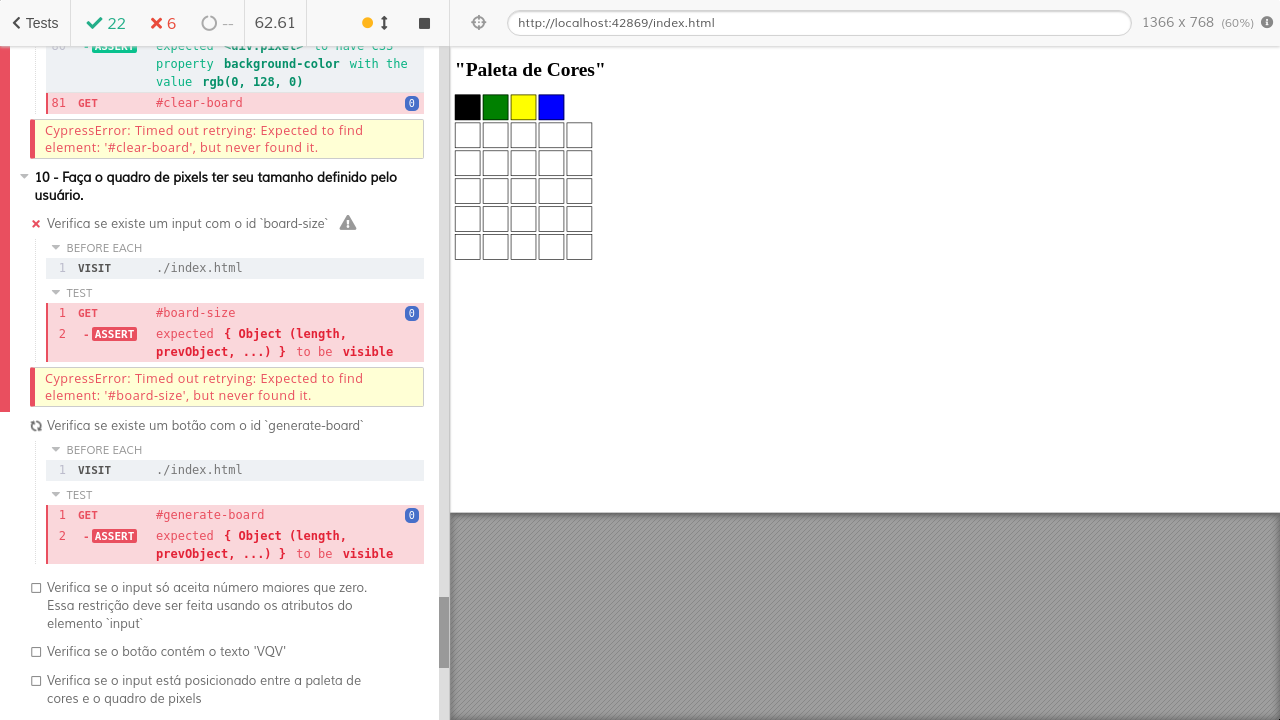 Tests
22
6
--
62.61
http://localhost:42869/index.html
1366 x 768 (60%)
80 - ASSERT expected <div.pixel> to have CSS
property background-color with the
value rgb(0, 128, 0)
81 GET #clear-board 0
CypressError: Timed out retrying: Expected to find
element: '#clear-board', but never found it.
10 - Faça o quadro de pixels ter seu tamanho definido pelo
usuário.
Verifica se existe um input com o id `board-size`
BEFORE EACH
1 VISIT ./index.html
TEST
1 GET #board-size 0
2 - ASSERT expected { Object (length,
prevObject, ...) } to be visible
CypressError: Timed out retrying: Expected to find
element: '#board-size', but never found it.
Verifica se existe um botão com o id `generate-board`
BEFORE EACH
1 VISIT ./index.html
TEST
1 GET #generate-board 0
2 - ASSERT expected { Object (length,
prevObject, ...) } to be visible
Verifica se o input só aceita número maiores que zero.
Essa restrição deve ser feita usando os atributos do
elemento `input`
Verifica se o botão contém o texto 'VQV'
Verifica se o input está posicionado entre a paleta de
cores e o quadro de pixels
"Paleta de Cores"